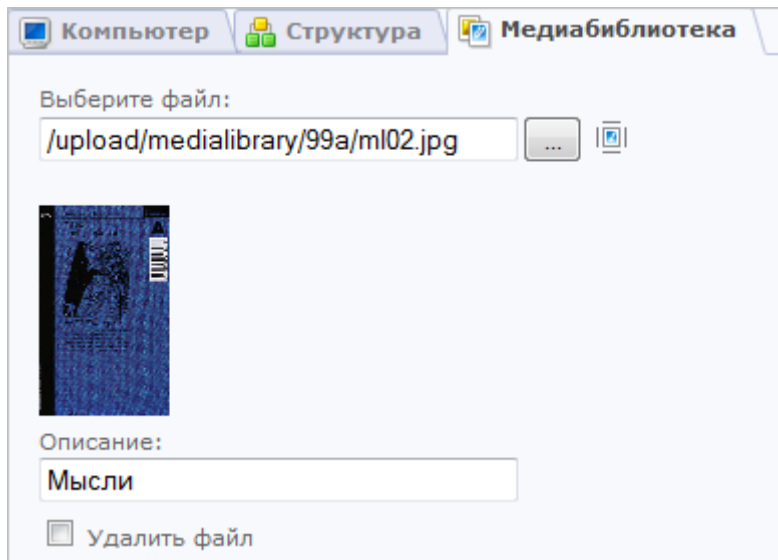 Компьютер Структура Медиабиблиотека
Выберите файл:
/upload/medialibrary/99a/ml02.jpg ...
A
Описание:
Мысли
Удалить файл